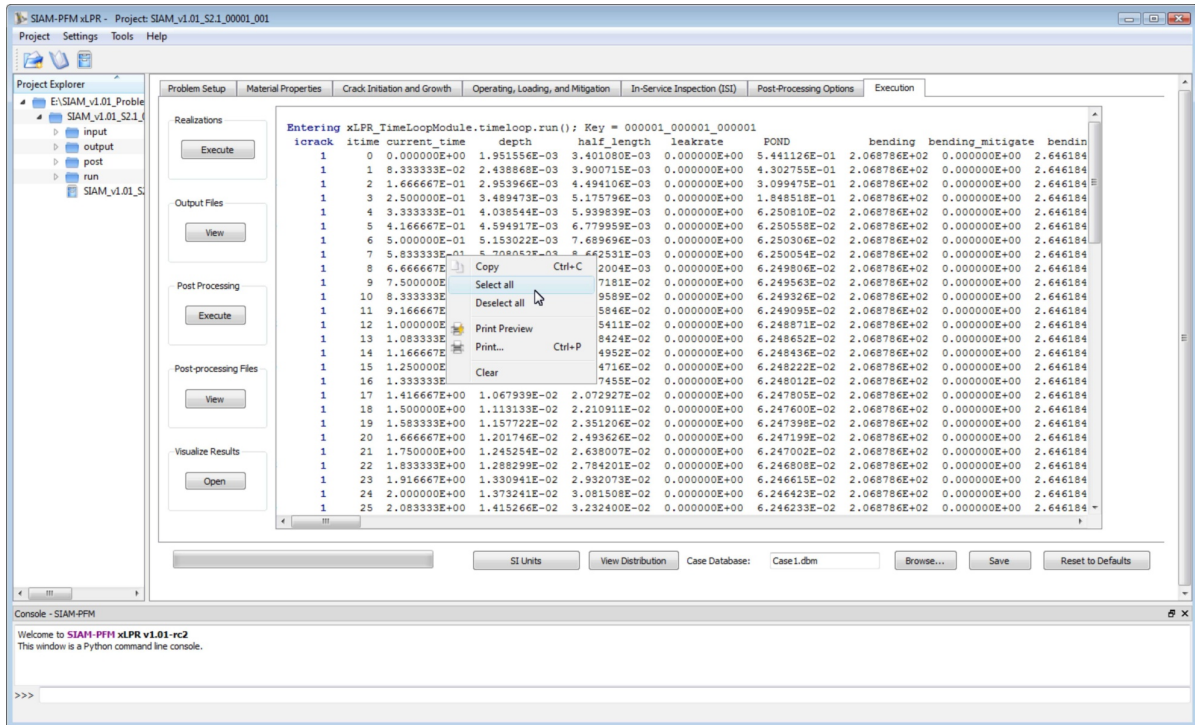 SIAM-PFM xLPR - Project: SIAM_v1.01_S2.1_00001_001
Project Settings Tools Help
Project Explorer
E:\SIAM_v1.01_Proble
SIAM_v1.01_S2.1_(
input
output
post
run
SIAM_v1.01_S2
Problem Setup Material Properties Crack Initiation and Growth Operating, Loading, and Mitigation In-Service Inspection (ISI) Post-Processing Options Execution
Realizations
Execute
Output Files
View
Post Processing
Execute
Post-processing Files
View
Visualize Results
Open
Entering xLPR_TimeLoopModule.timeloop.run(); Key = 000001_000001_000001
icrack itime current_time depth half_length leakrate POND bending bending_mitigate bendin
1 0 0.000000E+00 1.951556E-03 3.401080E-03 0.000000E+00 5.441126E-01 2.068786E+02 0.000000E+00 2.646184
1 1 8.333333E-02 2.438868E-03 3.900715E-03 0.000000E+00 4.302755E-01 2.068786E+02 0.000000E+00 2.646184
1 2 1.666667E-01 2.953966E-03 4.494106E-03 0.000000E+00 3.099475E-01 2.068786E+02 0.000000E+00 2.646184
1 3 2.500000E-01 3.489473E-03 5.175796E-03 0.000000E+00 1.848518E-01 2.068786E+02 0.000000E+00 2.646184
1 4 3.333333E-01 4.038544E-03 5.939839E-03 0.000000E+00 6.250810E-02 2.068786E+02 0.000000E+00 2.646184
1 5 4.166667E-01 4.594917E-03 6.779959E-03 0.000000E+00 6.250558E-02 2.068786E+02 0.000000E+00 2.646184
1 6 5.000000E-01 5.153022E-03 7.689696E-03 0.000000E+00 6.250306E-02 2.068786E+02 0.000000E+00 2.646184
1 7 5.833333E-01 5.708052E-03 8.662531E-03 0.000000E+00 6.250054E-02 2.068786E+02 0.000000E+00 2.646184
1 8 6.666667E 2004E-03 0.000000E+00 6.249806E-02 2.068786E+02 0.000000E+00 2.646184
1 9 7.500000E 7181E-02 0.000000E+00 6.249563E-02 2.068786E+02 0.000000E+00 2.646184
1 10 8.333333E 9589E-02 0.000000E+00 6.249326E-02 2.068786E+02 0.000000E+00 2.646184
1 11 9.166667E 5846E-02 0.000000E+00 6.249095E-02 2.068786E+02 0.000000E+00 2.646184
1 12 1.000000E 5411E-02 0.000000E+00 6.248871E-02 2.068786E+02 0.000000E+00 2.646184
1 13 1.083333E 8424E-02 0.000000E+00 6.248652E-02 2.068786E+02 0.000000E+00 2.646184
1 14 1.166667E 4952E-02 0.000000E+00 6.248436E-02 2.068786E+02 0.000000E+00 2.646184
1 15 1.250000E 4716E-02 0.000000E+00 6.248222E-02 2.068786E+02 0.000000E+00 2.646184
1 16 1.333333E 7455E-02 0.000000E+00 6.248012E-02 2.068786E+02 0.000000E+00 2.646184
1 17 1.416667E+00 1.067939E-02 2.072927E-02 0.000000E+00 6.247805E-02 2.068786E+02 0.000000E+00 2.646184
1 18 1.500000E+00 1.113133E-02 2.210911E-02 0.000000E+00 6.247600E-02 2.068786E+02 0.000000E+00 2.646184
1 19 1.583333E+00 1.157722E-02 2.351206E-02 0.000000E+00 6.247398E-02 2.068786E+02 0.000000E+00 2.646184
1 20 1.666667E+00 1.201746E-02 2.493626E-02 0.000000E+00 6.247199E-02 2.068786E+02 0.000000E+00 2.646184
1 21 1.750000E+00 1.245254E-02 2.638007E-02 0.000000E+00 6.247002E-02 2.068786E+02 0.000000E+00 2.646184
1 22 1.833333E+00 1.288299E-02 2.784201E-02 0.000000E+00 6.246808E-02 2.068786E+02 0.000000E+00 2.646184
1 23 1.916667E+00 1.330941E-02 2.932073E-02 0.000000E+00 6.246615E-02 2.068786E+02 0.000000E+00 2.646184
1 24 2.000000E+00 1.373241E-02 3.081508E-02 0.000000E+00 6.246423E-02 2.068786E+02 0.000000E+00 2.646184
1 25 2.083333E+00 1.415266E-02 3.232400E-02 0.000000E+00 6.246233E-02 2.068786E+02 0.000000E+00 2.646184
Copy Ctrl+C
Select all
Deselect all
Print Preview
Print... Ctrl+P
Clear
SI Units View Distribution Case Database: Case1.dbm Browse... Save Reset to Defaults
Console - SIAM-PFM
Welcome to SIAM-PFM xLPR v1.01-rc2
This window is a Python command line console.
>>>